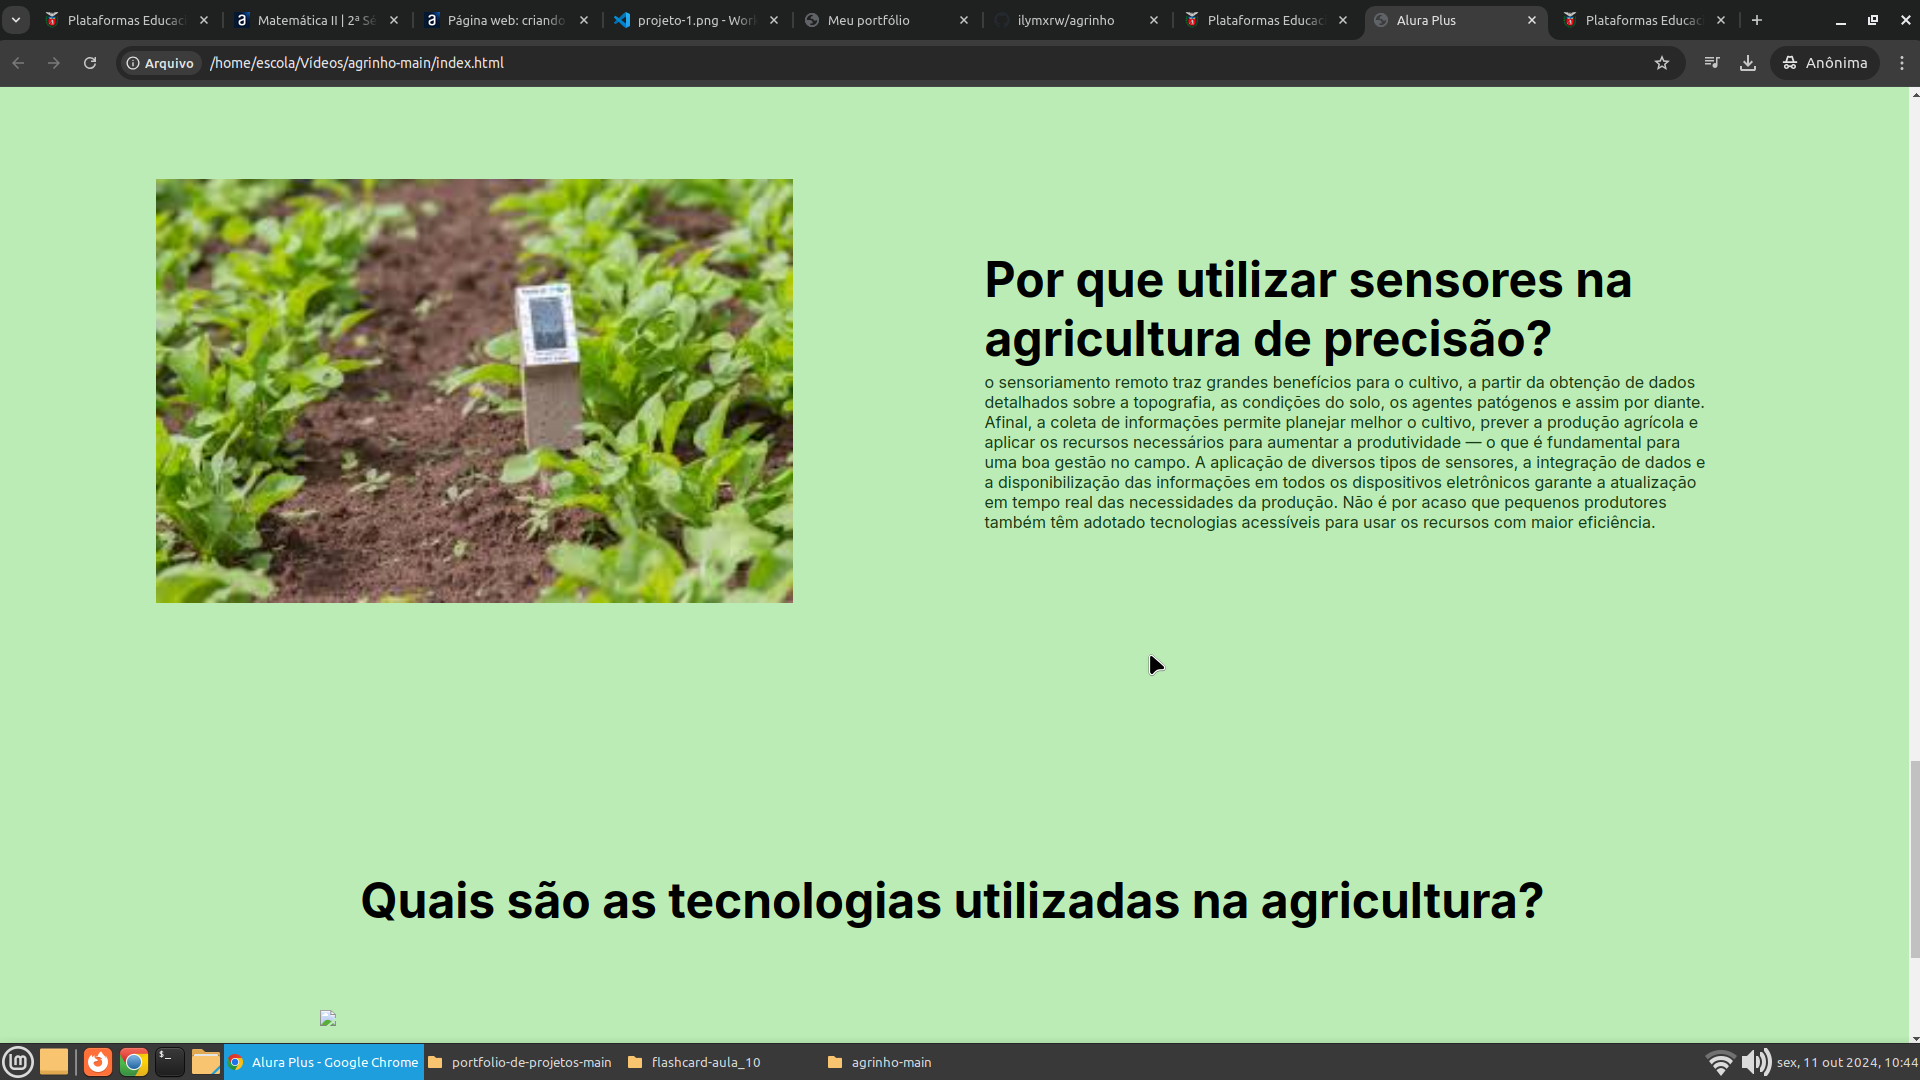 Plataformas Educac
Matemática II | 2ª Sé
Página web: criando
projeto-1.png - Wor
Meu portfólio
ilymxrw/agrinho
Plataformas Educac
Alura Plus
Plataformas Educac
Arquivo
/home/escola/Vídeos/agrinho-main/index.html
Anônima
Por que utilizar sensores na
agricultura de precisão?
o sensoriamento remoto traz grandes benefícios para o cultivo, a partir da obtenção de dados
detalhados sobre a topografia, as condições do solo, os agentes patógenos e assim por diante.
Afinal, a coleta de informações permite planejar melhor o cultivo, prever a produção agrícola e
aplicar os recursos necessários para aumentar a produtividade — o que é fundamental para
uma boa gestão no campo. A aplicação de diversos tipos de sensores, a integração de dados e
a disponibilização das informações em todos os dispositivos eletrônicos garante a atualização
em tempo real das necessidades da produção. Não é por acaso que pequenos produtores
também têm adotado tecnologias acessíveis para usar os recursos com maior eficiência.
Quais são as tecnologias utilizadas na agricultura?
Alura Plus - Google Chrome
portfolio-de-projetos-main
flashcard-aula_10
agrinho-main
sex, 11 out 2024, 10:44